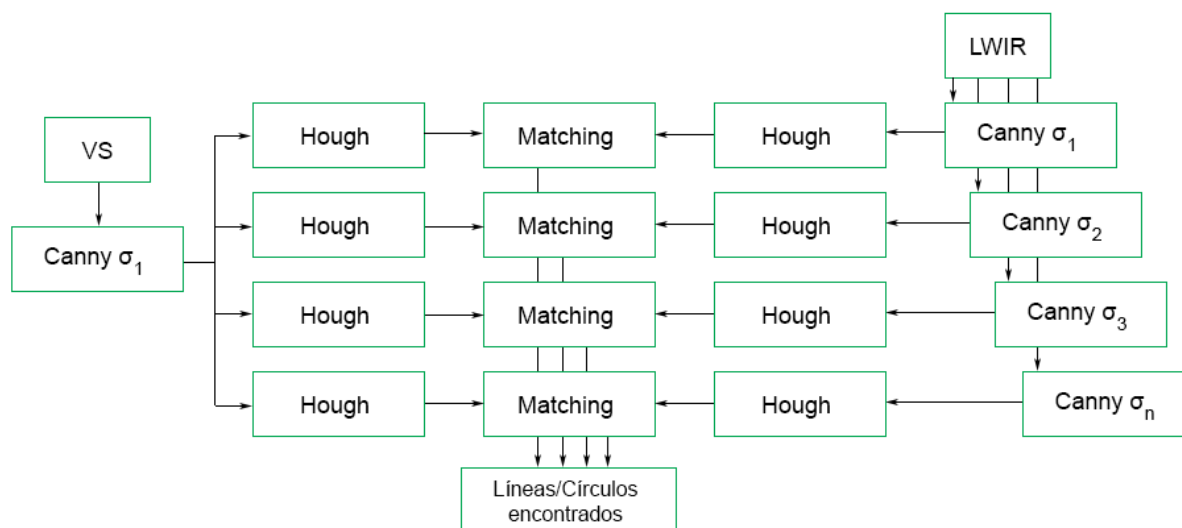 LWIR
VS
Hough
Matching
Hough
Canny σ1
Canny σ1
Hough
Matching
Hough
Canny σ2
Hough
Matching
Hough
Canny σ3
Hough
Matching
Hough
Canny σn
Líneas/Círculos
encontrados